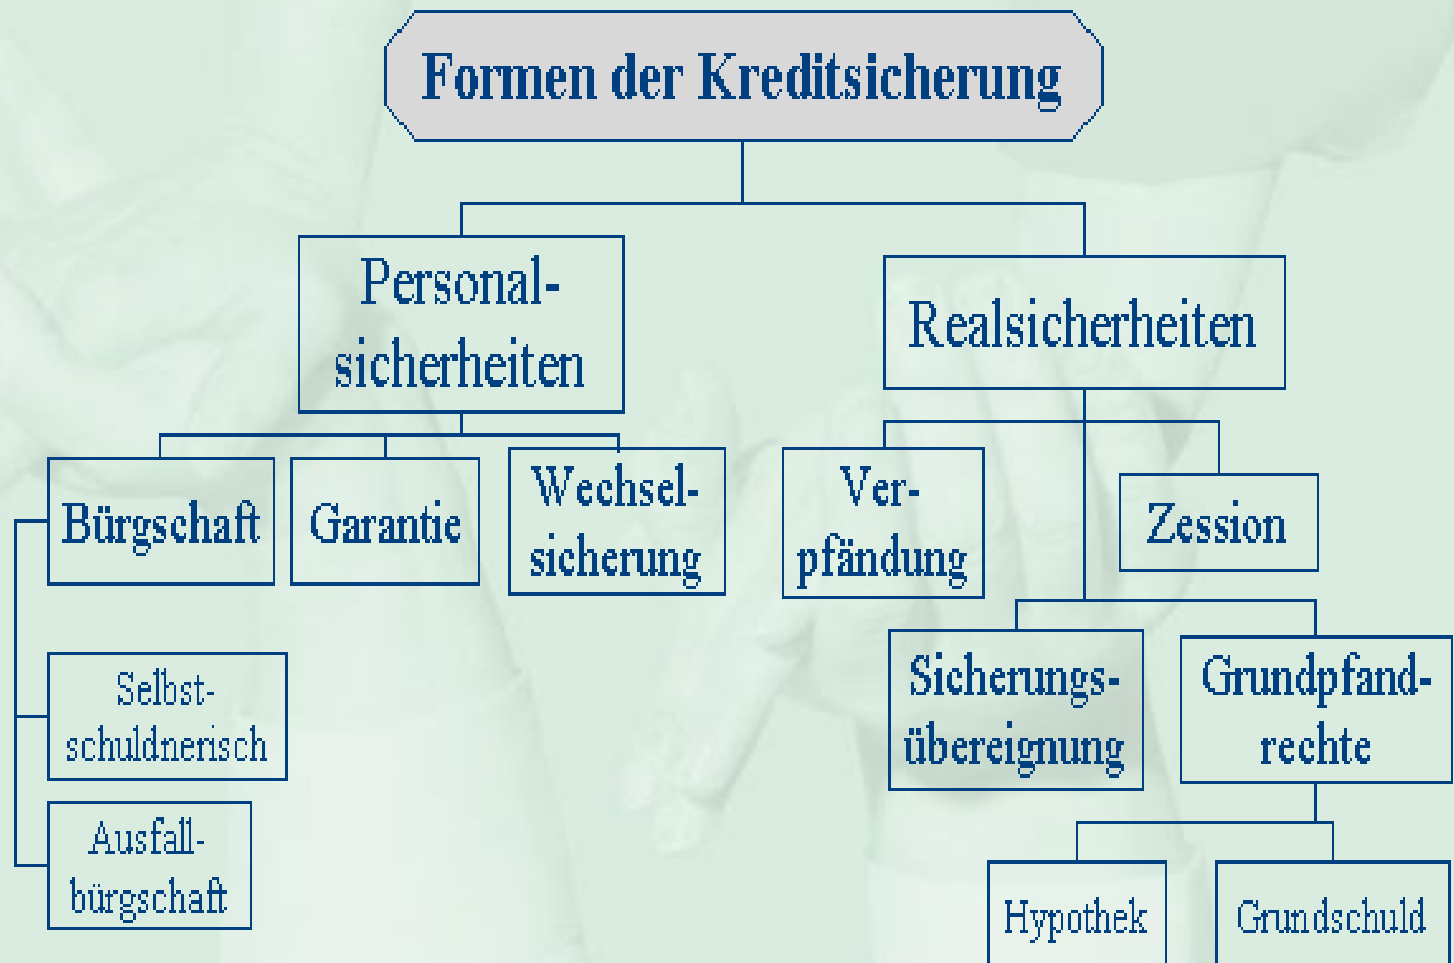 Formen der Kreditsicherung
Personal-
sicherheiten
Realsicherheiten
Bürgschaft
Garantie
Wechsel-
sicherung
Ver-
pfändung
Zession
Selbst-
schuldnerisch
Ausfall-
bürgschaft
Sicherungs-
übereignung
Grundpfand-
rechte
Hypothek
Grundschuld